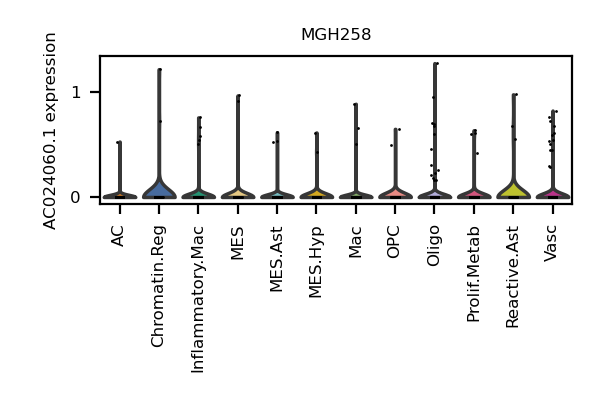 MGH258
AC024060.1 expression
1
0
AC
Chromatin.Reg
Inflammatory.Mac
MES
MES.Ast
MES.Hyp
Mac
OPC
Oligo
Prolif.Metab
Reactive.Ast
Vasc